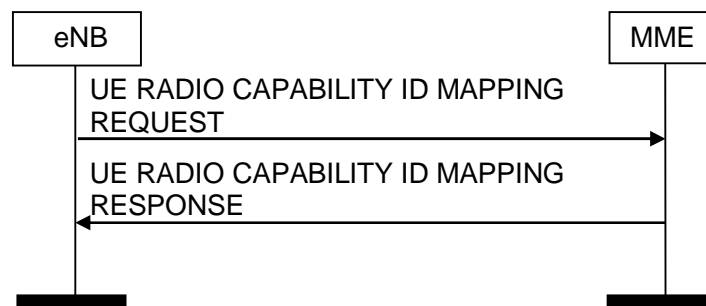 eNB
MME
UE RADIO CAPABILITY ID MAPPING
REQUEST
UE RADIO CAPABILITY ID MAPPING
RESPONSE